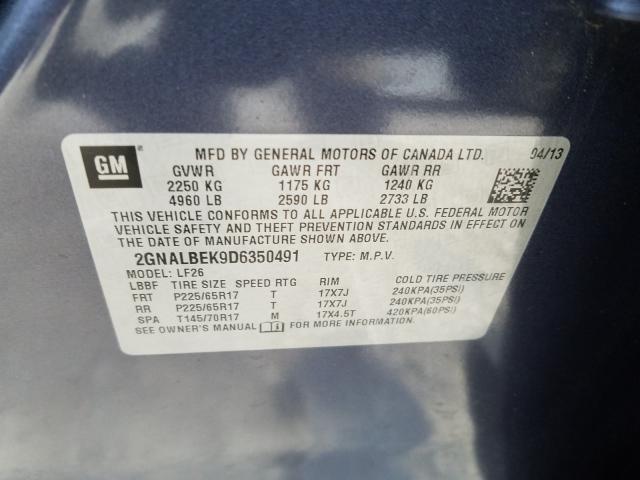 GM
MFD BY GENERAL MOTORS OF CANADA LTD. 04/13
GVWR GAWR FRT GAWR RR
2250 KG 1175 KG 1240 KG
4960 LB 2590 LB 2733 LB
THIS VEHICLE CONFORMS TO ALL APPLICABLE U.S. FEDERAL MOTOR
VEHICLE SAFETY AND THEFT PREVENTION STANDARDS IN EFFECT ON
THE DATE OF MANUFACTURE SHOWN ABOVE.
2GNALBEK9D6350491 TYPE: M.P.V.
MODEL: LF26
LBBF TIRE SIZE SPEED RTG RIM COLD TIRE PRESSURE
FRT P225/65R17 T 17X7J 240KPA(35PSI)
RR P225/65R17 T 17X7J 240KPA(35PSI)
SPA T145/70R17 M 17X4.5T 420KPA(60PSI)
SEE OWNER'S MANUAL FOR MORE INFORMATION.